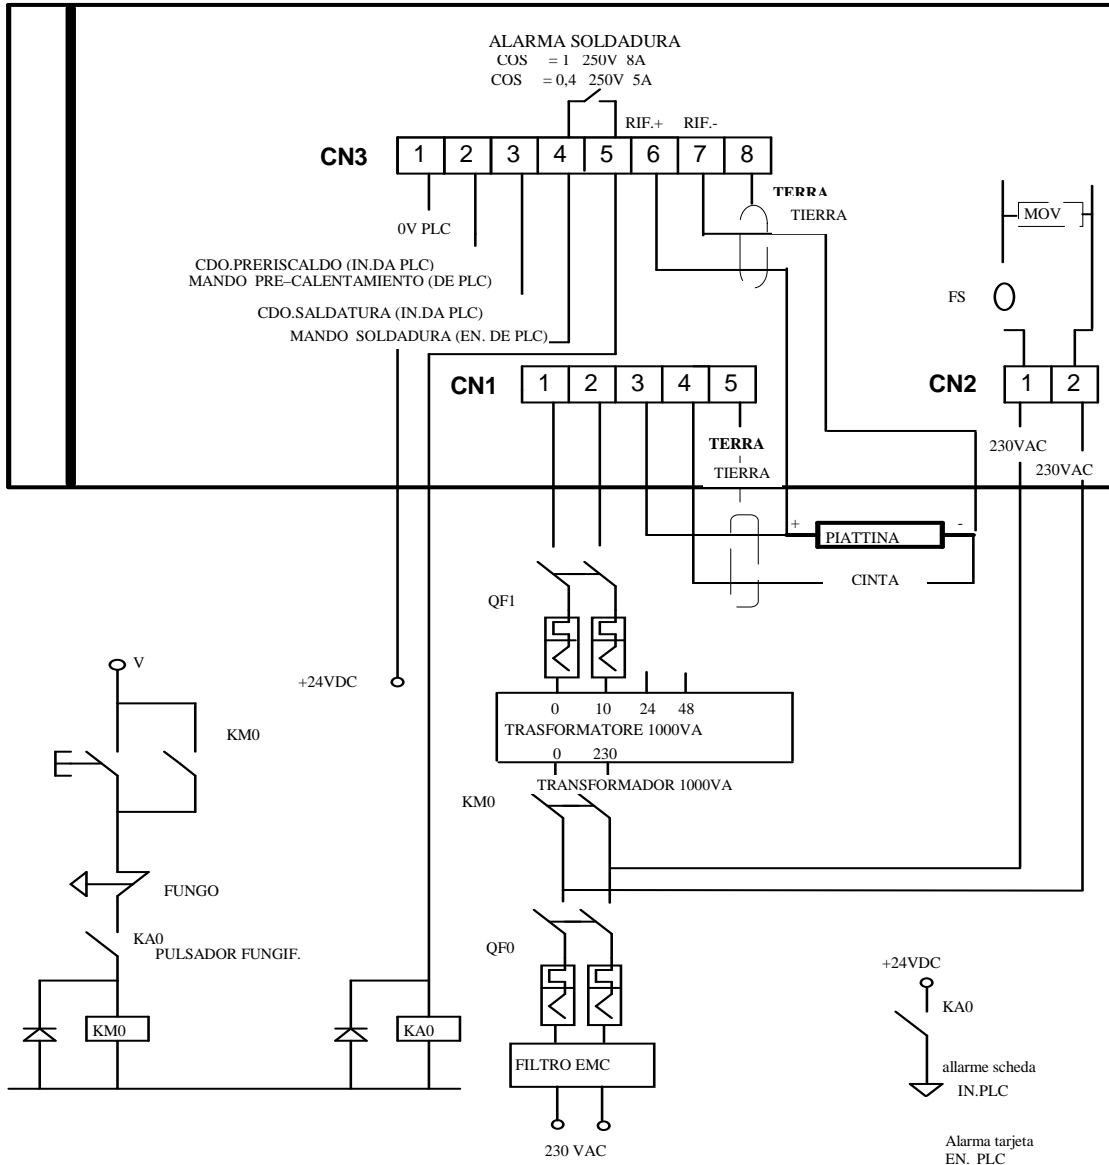 ALARMA SOLDADURA
COS = 1 250V 8A
COS = 0,4 250V 5A
RIF.+ RIF.-
CN3 1 2 3 4 5 6 7 8
TERRA
TIERRA
MOV
0V PLC
CDO.PRERISCALDO (IN.DA PLC)
MANDO PRE–CALENTAMIENTO (DE PLC)
FS
CDO.SALDATURA (IN.DA PLC)
MANDO SOLDADURA (EN. DE PLC)
CN1 1 2 3 4 5
CN2 1 2
TERRA
TIERRA
230VAC
230VAC
+ PIATTINA -
CINTA
QF1
V
+24VDC
0 10 24 48
TRASFORMATORE 1000VA
0 230
TRANSFORMADOR 1000VA
KM0
KM0
FUNGO
KA0
PULSADOR FUNGIF.
QF0
+24VDC
KA0
KM0
KA0
FILTRO EMC
allarme scheda
IN.PLC
230 VAC
Alarma tarjeta
EN. PLC